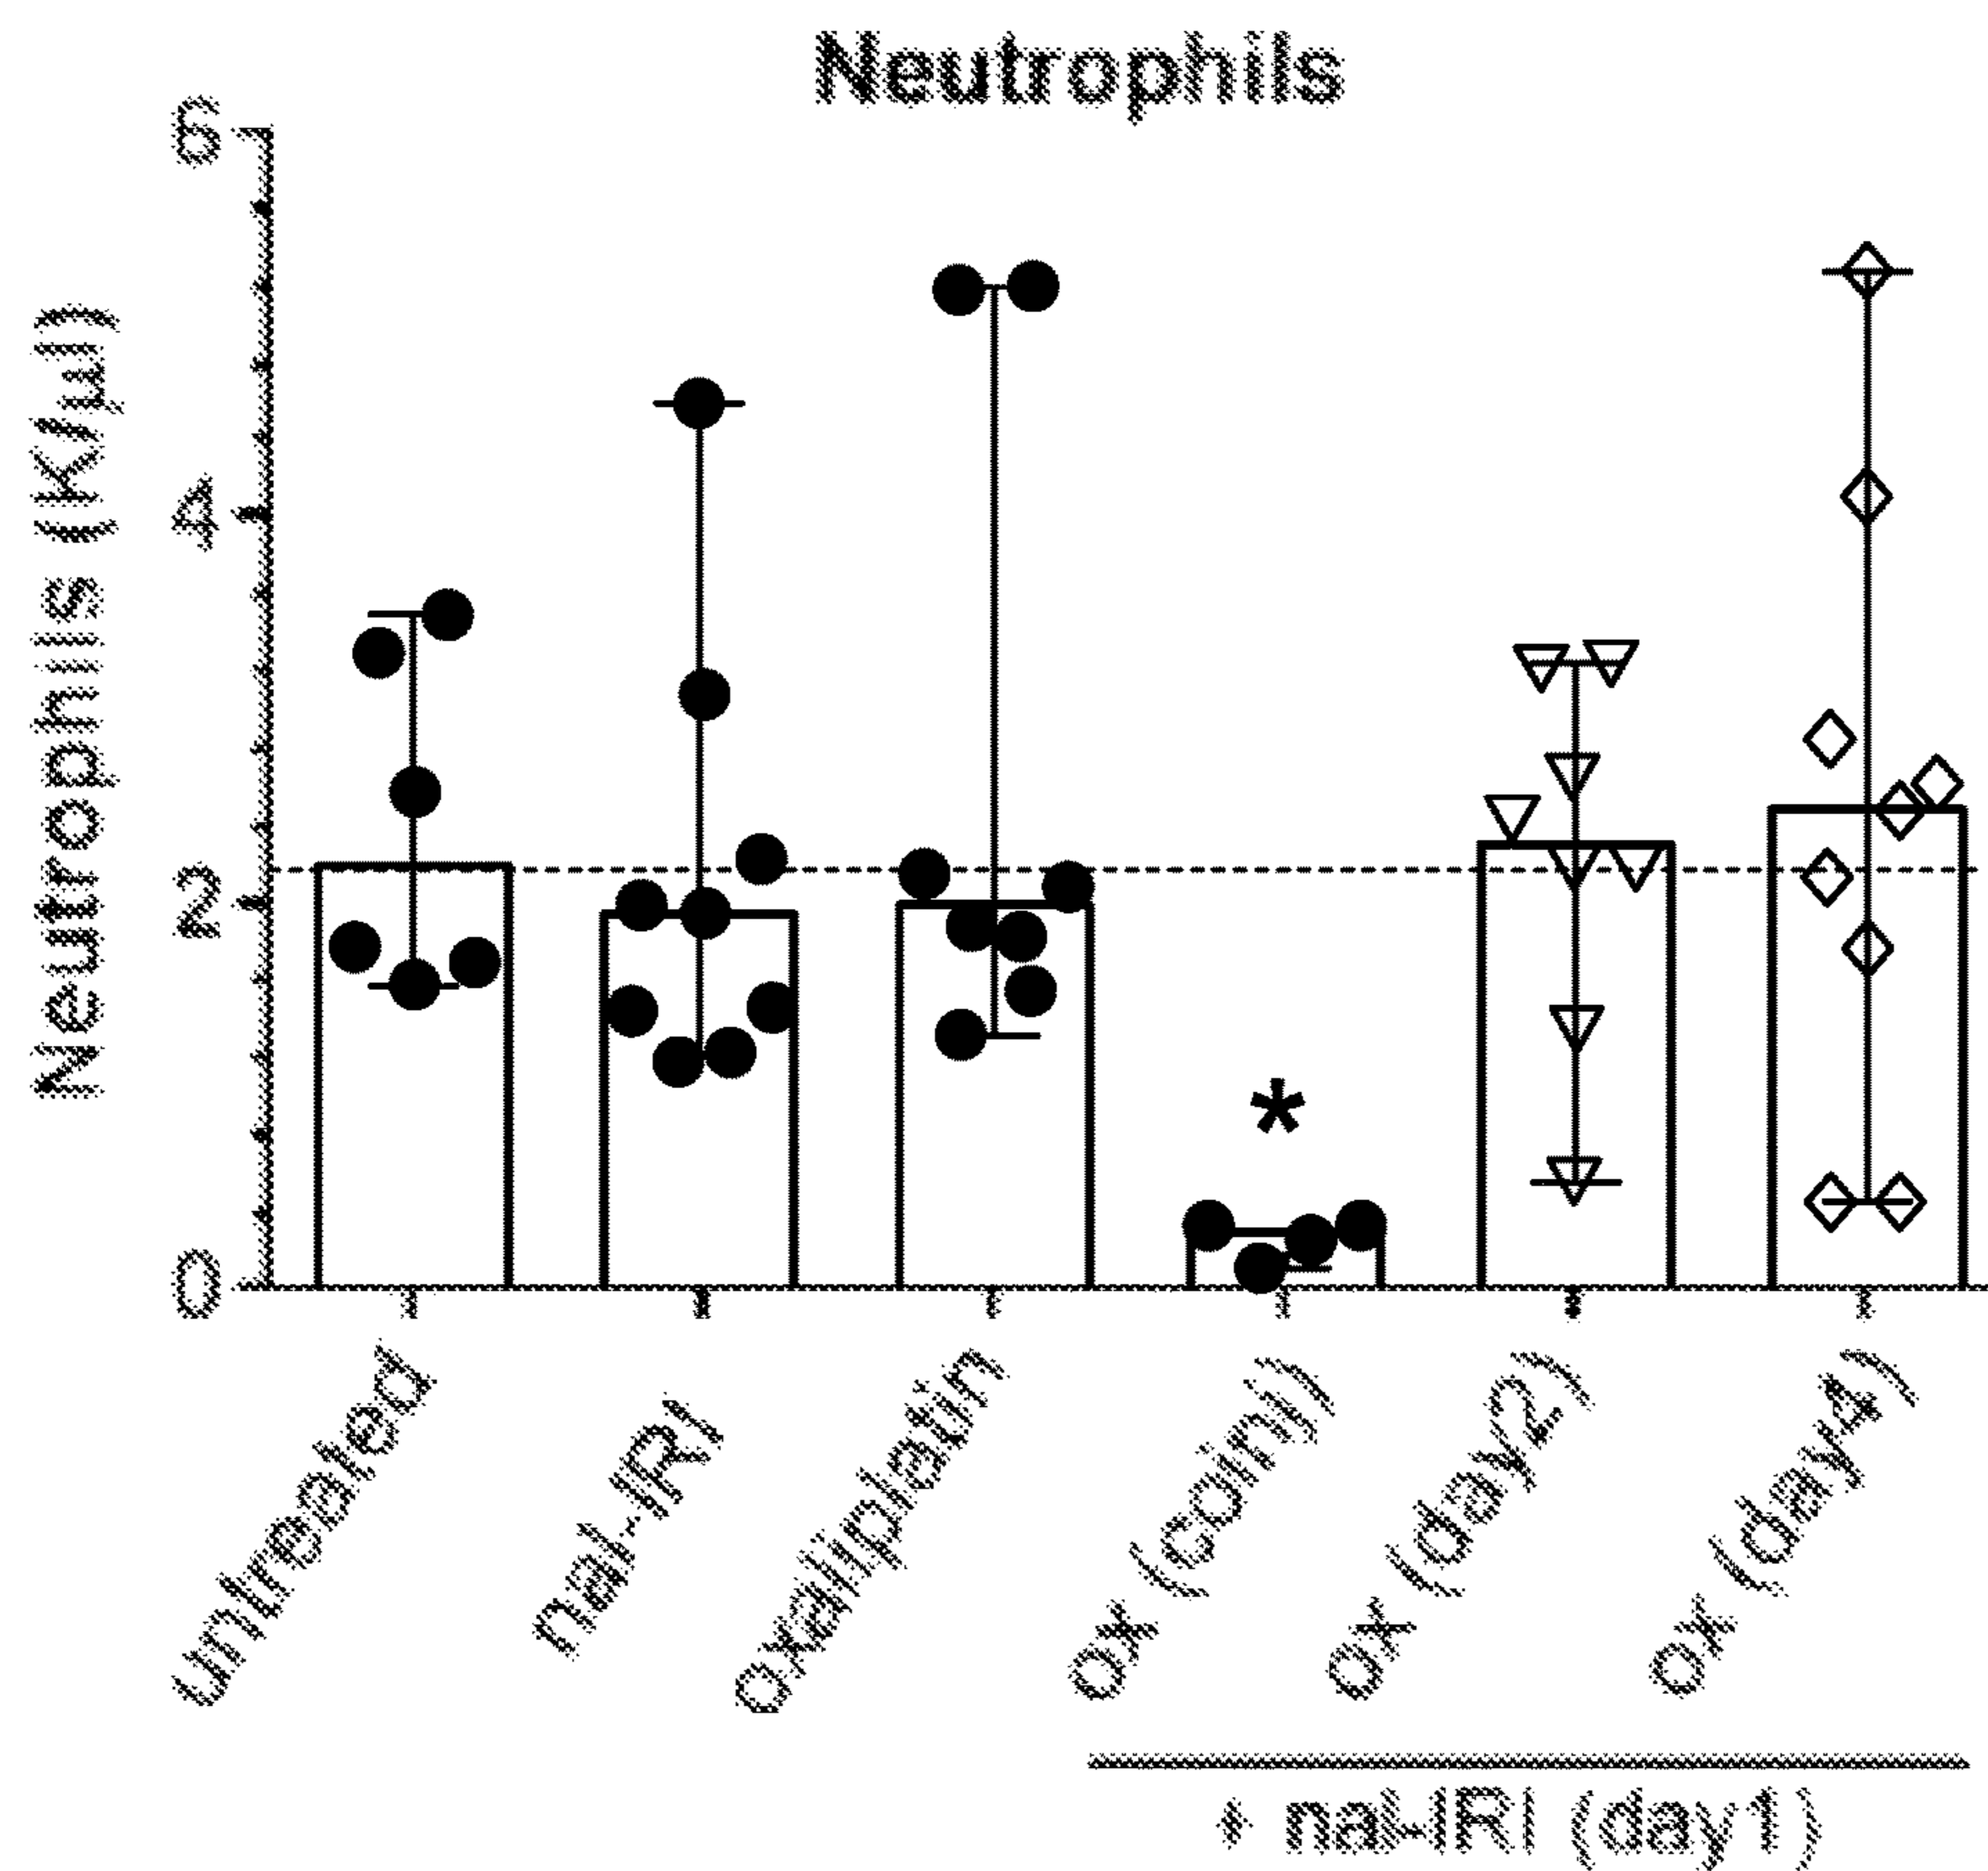 Neutrophils
Neutrophils (K/µl)
6
4
2
0
*
untreated
nal-IRI
oxaliplatin
ox (coinj)
ox (day2)
ox (day4)
+ nal-IRI (day1)